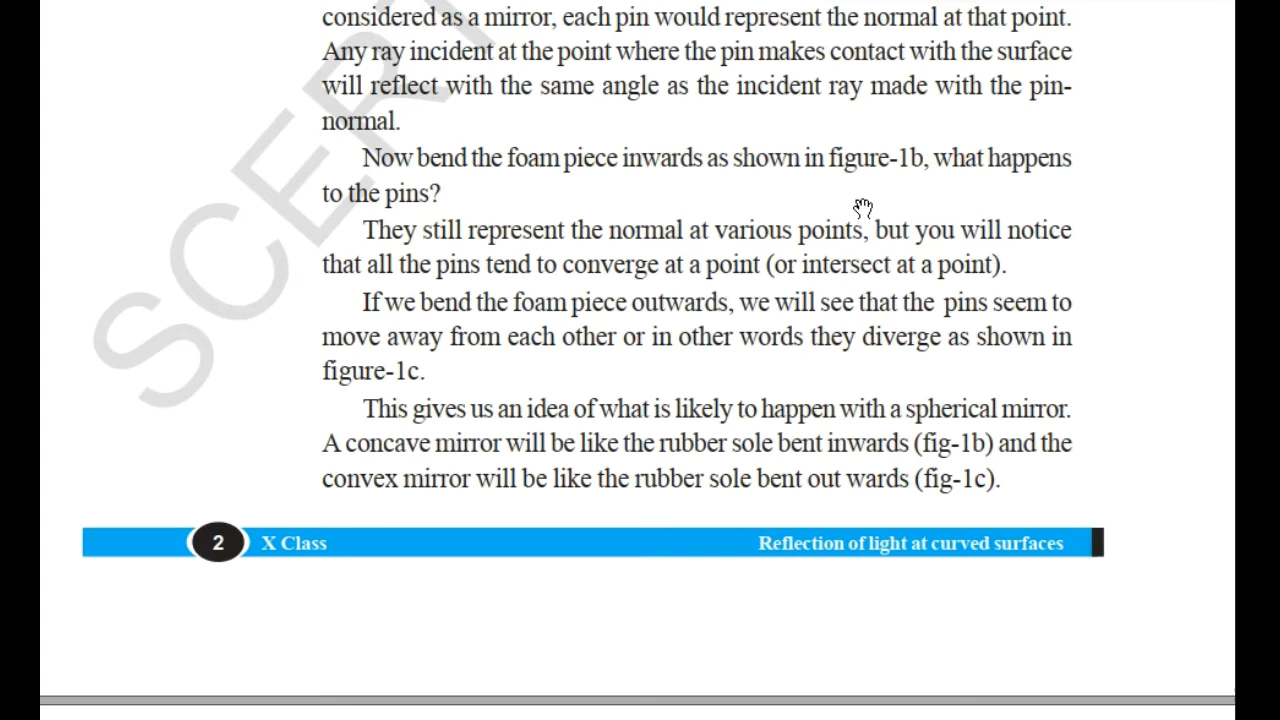 considered as a mirror, each pin would represent the normal at that point.
Any ray incident at the point where the pin makes contact with the surface
will reflect with the same angle as the incident ray made with the pin-
normal.
Now bend the foam piece inwards as shown in figure-1b, what happens
to the pins?
They still represent the normal at various points, but you will notice
that all the pins tend to converge at a point (or intersect at a point).
If we bend the foam piece outwards, we will see that the pins seem to
move away from each other or in other words they diverge as shown in
figure-1c.
This gives us an idea of what is likely to happen with a spherical mirror.
A concave mirror will be like the rubber sole bent inwards (fig-1b) and the
convex mirror will be like the rubber sole bent out wards (fig-1c).
2 X Class Reflection of light at curved surfaces
SCERT